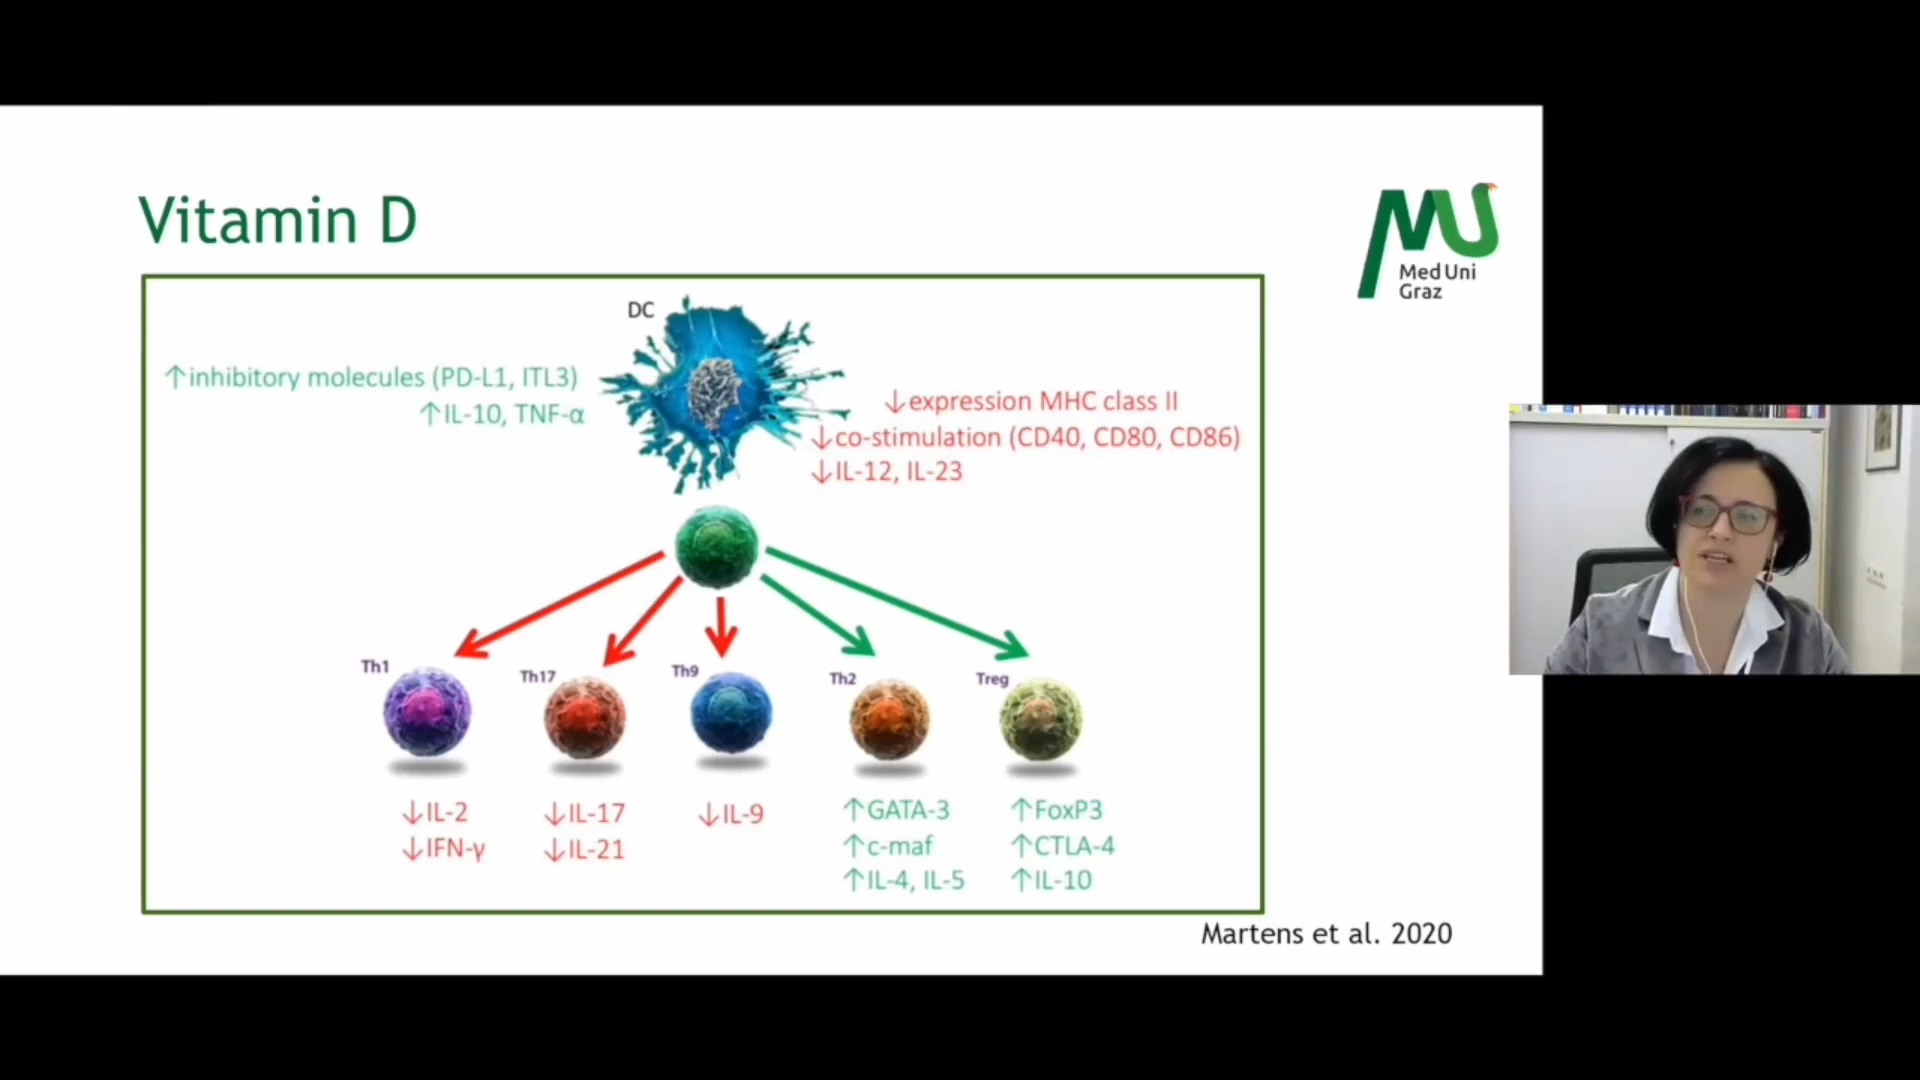 Vitamin D
Med Uni
Graz
DC
↑inhibitory molecules (PD-L1, ITL3)
↑IL-10, TNF-α
↓expression MHC class II
↓co-stimulation (CD40, CD80, CD86)
↓IL-12, IL-23
Th1
Th17
Th9
Th2
Treg
↓IL-2
↓IFN-γ
↓IL-17
↓IL-21
↓IL-9
↑GATA-3
↑c-maf
↑IL-4, IL-5
↑FoxP3
↑CTLA-4
↑IL-10
Martens et al. 2020